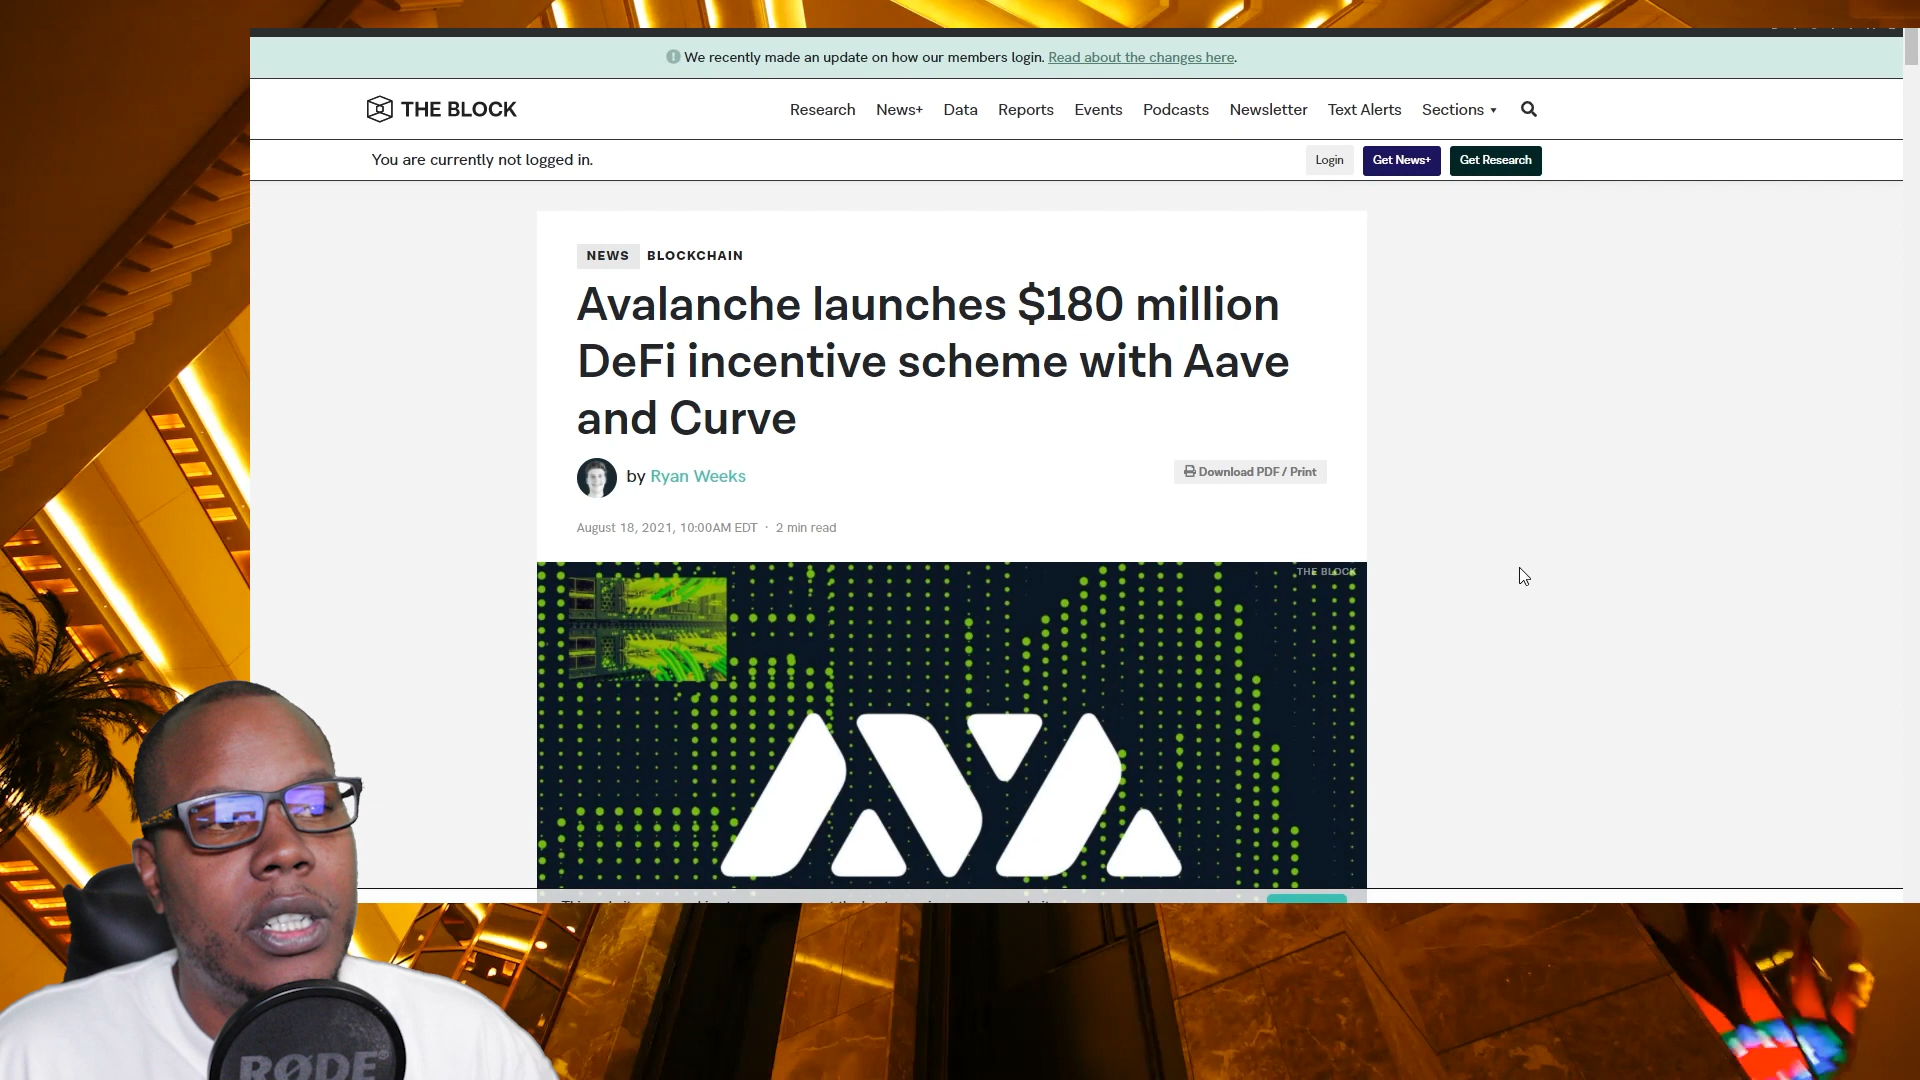 We recently made an update on how our members login. Read about the changes here.
THE BLOCK
Research News+ Data Reports Events Podcasts Newsletter Text Alerts Sections
You are currently not logged in.
Login Get News+ Get Research
NEWS BLOCKCHAIN
Avalanche launches $180 million
DeFi incentive scheme with Aave
and Curve
by Ryan Weeks
Download PDF / Print
August 18, 2021, 10:00AM EDT · 2 min read
THE BLOCK
RØDE®